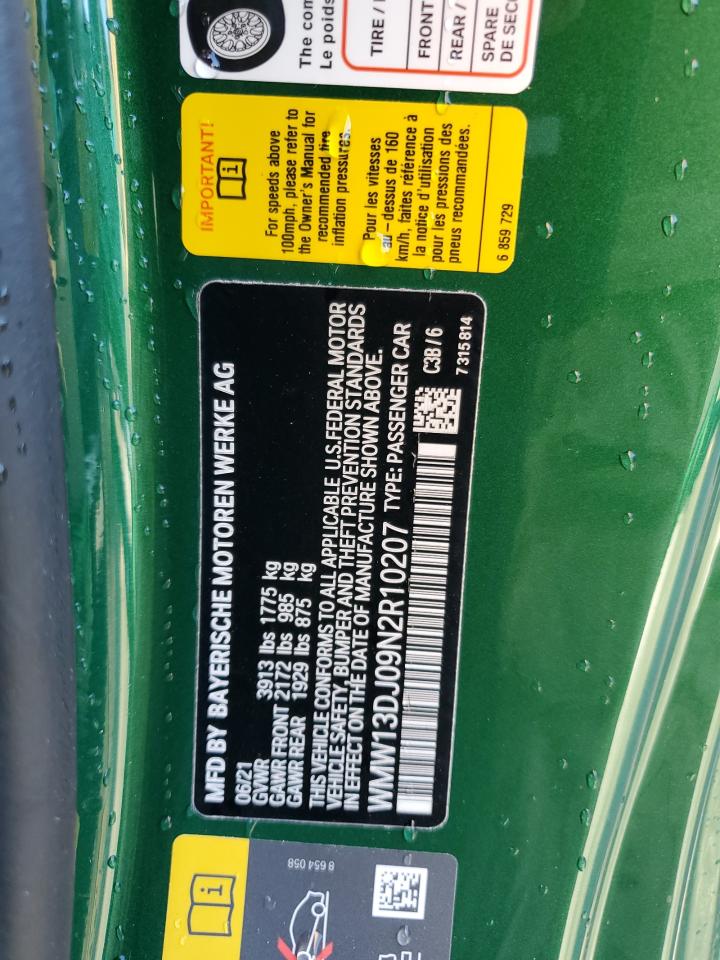 MFD BY BAYERISCHE MOTOREN WERKE AG
06/21
GVWR 3913 lbs 1775 kg
GAWR FRONT 2172 lbs 985 kg
GAWR REAR 1929 lbs 875 kg
THIS VEHICLE CONFORMS TO ALL APPLICABLE U.S.FEDERAL MOTOR
VEHICLE SAFETY, BUMPER AND THEFT PREVENTION STANDARDS
IN EFFECT ON THE DATE OF MANUFACTURE SHOWN ABOVE.
WMW13DJ09N2R10207 TYPE: PASSENGER CAR
C3B/6
7 315 814
IMPORTANT!
For speeds above
100mph, please refer to
the Owner's Manual for
recommended tire
inflation pressures.
Pour les vitesses
au - dessus de 160
km/h, faites référence à
la notice d'utilisation
pour les pressions des
pneus recommandées.
6 859 729
The com
Le poids
TIRE /
FRONT
REAR /
SPARE
DE SECO
8 654 058